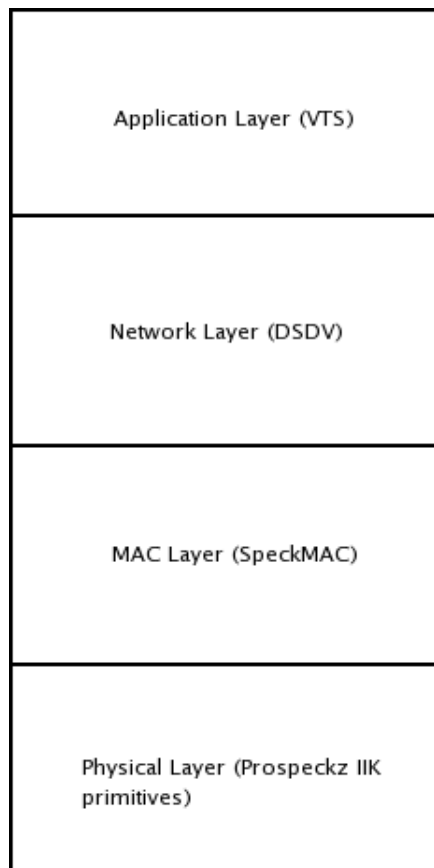 Application Layer (VTS)
Network Layer (DSDV)
MAC Layer (SpeckMAC)
Physical Layer (Prospeckz IIK
primitives)